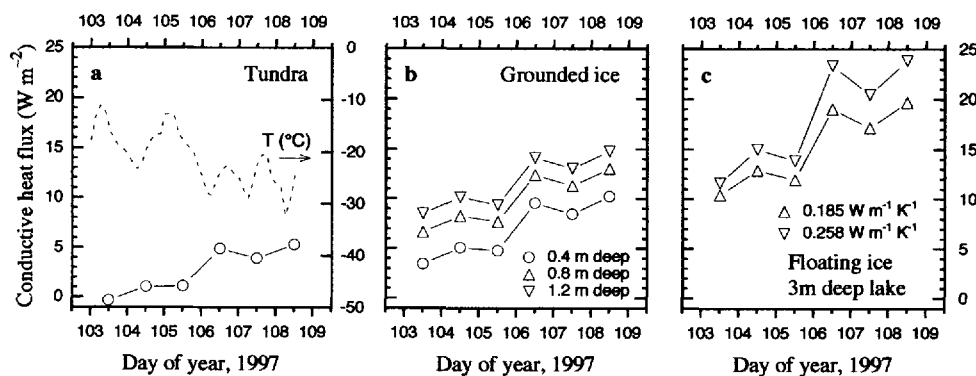 103 104 105 106 107 108 109
103 104 105 106 107 108 109
103 104 105 106 107 108 109
Conductive heat flux (W m⁻²)
25
20
15
10
5
0
a
Tundra
T (°C)
0
-10
-20
-30
-40
-50
b
Grounded ice
0.4 m deep
0.8 m deep
1.2 m deep
c
0.185 W m⁻¹ K⁻¹
0.258 W m⁻¹ K⁻¹
Floating ice
3m deep lake
25
20
15
10
5
0
103 104 105 106 107 108 109
103 104 105 106 107 108 109
103 104 105 106 107 108 109
Day of year, 1997
Day of year, 1997
Day of year, 1997